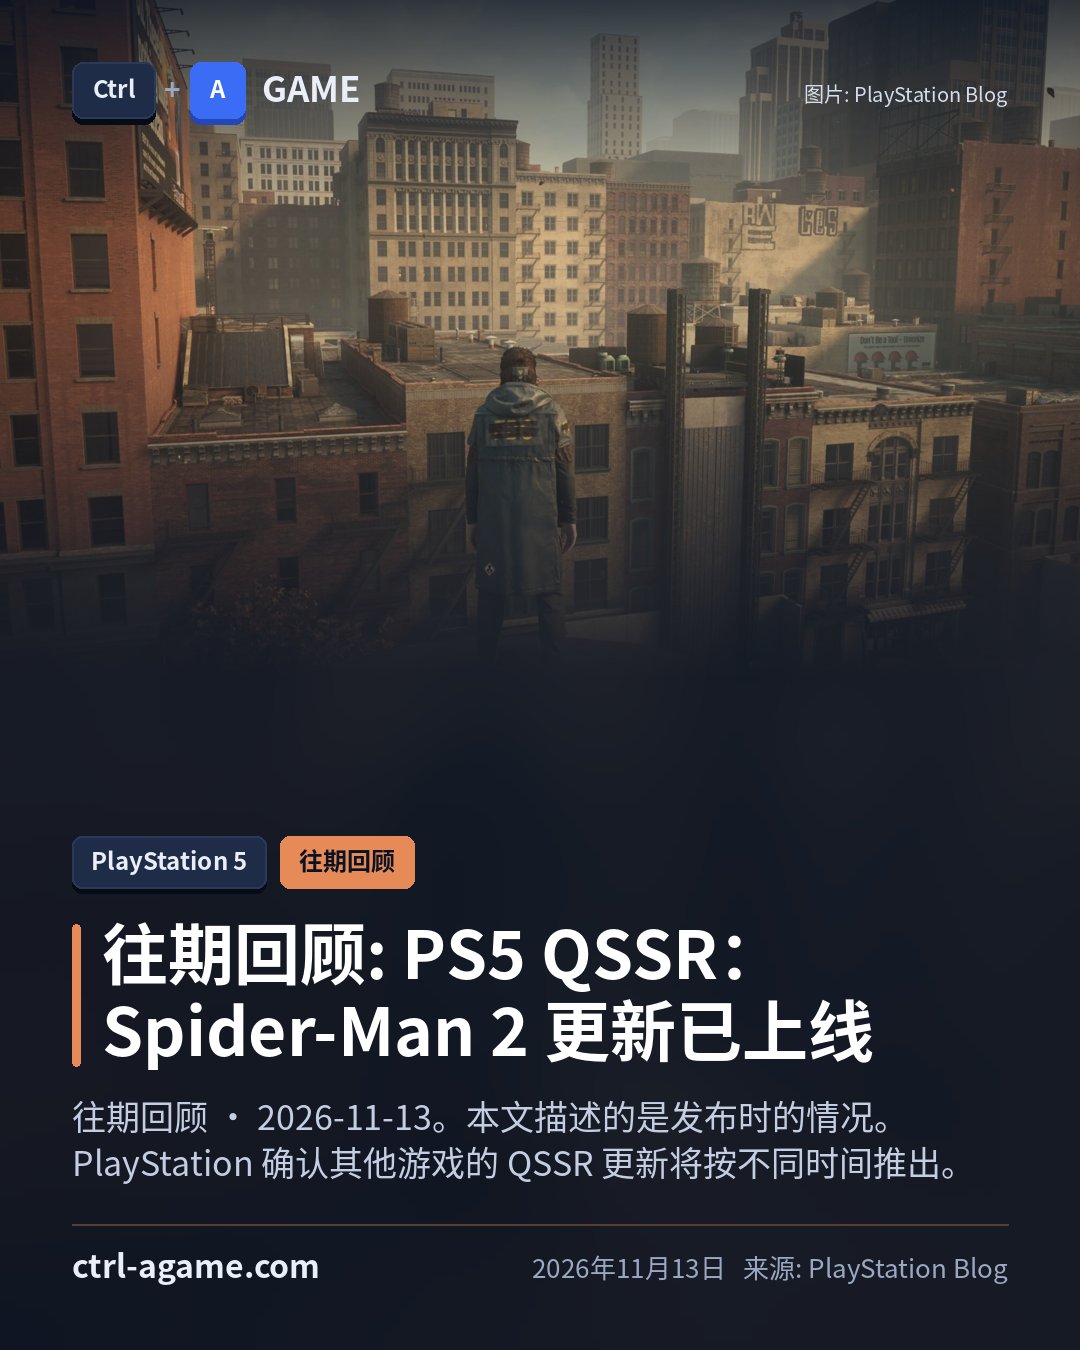 Ctrl + A GAME
图片: PlayStation Blog
Don't Be a Tool - Unionize
PlayStation 5
往期回顾
往期回顾: PS5 QSSR：
Spider-Man 2 更新已上线
往期回顾 · 2026-11-13。本文描述的是发布时的情况。
PlayStation 确认其他游戏的 QSSR 更新将按不同时间推出。
ctrl-agame.com
2026年11月13日 来源: PlayStation Blog